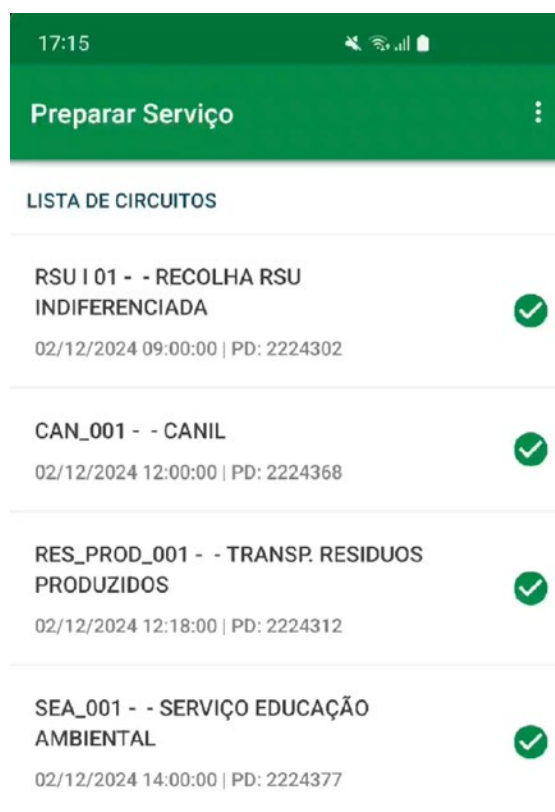 17:15
Preparar Serviço
LISTA DE CIRCUITOS
RSU I 01 - - RECOLHA RSU
INDIFERENCIADA
02/12/2024 09:00:00 | PD: 2224302
CAN_001 - - CANIL
02/12/2024 12:00:00 | PD: 2224368
RES_PROD_001 - - TRANSP. RESIDUOS
PRODUZIDOS
02/12/2024 12:18:00 | PD: 2224312
SEA_001 - - SERVIÇO EDUCAÇÃO
AMBIENTAL
02/12/2024 14:00:00 | PD: 2224377